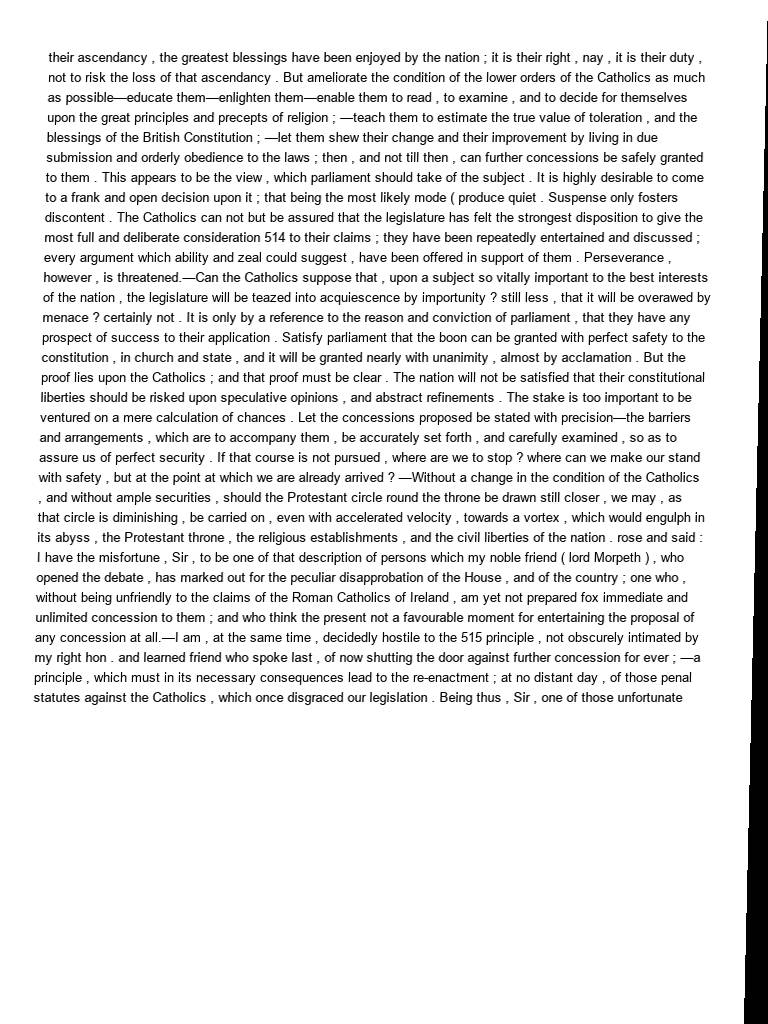 their ascendancy , the greatest blessings have been enjoyed by the nation ; it is their right , nay , it is their duty ,
not to risk the loss of that ascendancy . But ameliorate the condition of the lower orders of the Catholics as much
as possible—educate them—enlighten them—enable them to read , to examine , and to decide for themselves
upon the great principles and precepts of religion ; —teach them to estimate the true value of toleration , and the
blessings of the British Constitution ; —let them shew their change and their improvement by living in due
submission and orderly obedience to the laws ; then , and not till then , can further concessions be safely granted
to them . This appears to be the view , which parliament should take of the subject . It is highly desirable to come
to a frank and open decision upon it ; that being the most likely mode ( produce quiet . Suspense only fosters
discontent . The Catholics can not but be assured that the legislature has felt the strongest disposition to give the
most full and deliberate consideration 514 to their claims ; they have been repeatedly entertained and discussed ;
every argument which ability and zeal could suggest , have been offered in support of them . Perseverance ,
however , is threatened.—Can the Catholics suppose that , upon a subject so vitally important to the best interests
of the nation , the legislature will be teazed into acquiescence by importunity ? still less , that it will be overawed by
menace ? certainly not . It is only by a reference to the reason and conviction of parliament , that they have any
prospect of success to their application . Satisfy parliament that the boon can be granted with perfect safety to the
constitution , in church and state , and it will be granted nearly with unanimity , almost by acclamation . But the
proof lies upon the Catholics ; and that proof must be clear . The nation will not be satisfied that their constitutional
liberties should be risked upon speculative opinions , and abstract refinements . The stake is too important to be
ventured on a mere calculation of chances . Let the concessions proposed be stated with precision—the barriers
and arrangements , which are to accompany them , be accurately set forth , and carefully examined , so as to
assure us of perfect security . If that course is not pursued , where are we to stop ? where can we make our stand
with safety , but at the point at which we are already arrived ? —Without a change in the condition of the Catholics
, and without ample securities , should the Protestant circle round the throne be drawn still closer , we may , as
that circle is diminishing , be carried on , even with accelerated velocity , towards a vortex , which would engulph in
its abyss , the Protestant throne , the religious establishments , and the civil liberties of the nation . rose and said :
I have the misfortune , Sir , to be one of that description of persons which my noble friend ( lord Morpeth ) , who
opened the debate , has marked out for the peculiar disapprobation of the House , and of the country ; one who ,
without being unfriendly to the claims of the Roman Catholics of Ireland , am yet not prepared fox immediate and
unlimited concession to them ; and who think the present not a favourable moment for entertaining the proposal of
any concession at all.—I am , at the same time , decidedly hostile to the 515 principle , not obscurely intimated by
my right hon . and learned friend who spoke last , of now shutting the door against further concession for ever ; —a
principle , which must in its necessary consequences lead to the re-enactment ; at no distant day , of those penal
statutes against the Catholics , which once disgraced our legislation . Being thus , Sir , one of those unfortunate